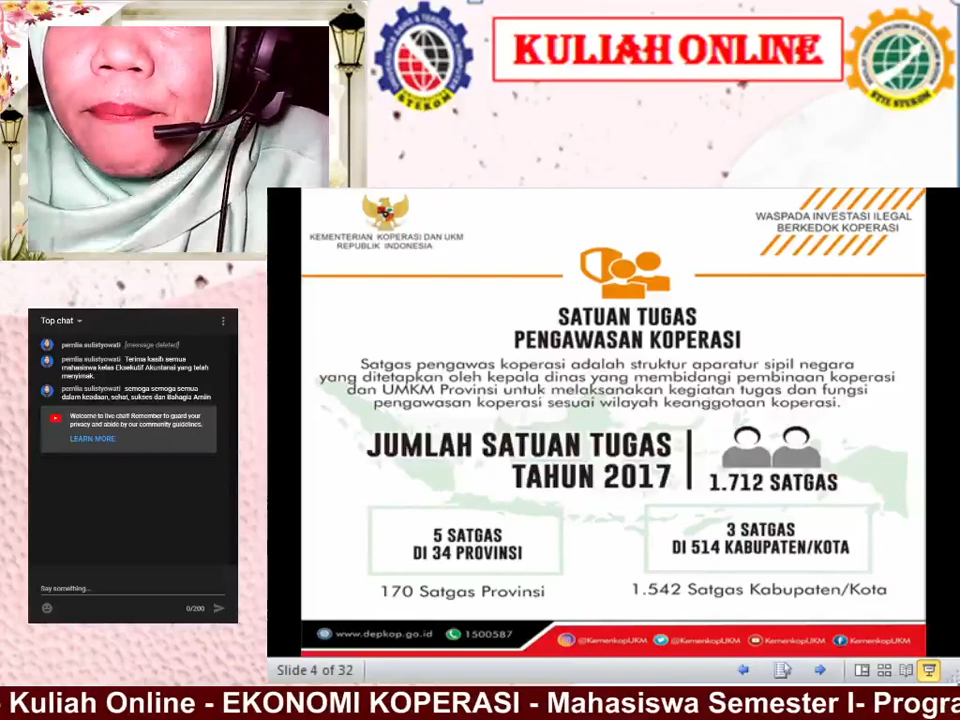 KULIAH ONLINE
STEKOM
STIE STEKOM
KEMENTERIAN KOPERASI DAN UKM
REPUBLIK INDONESIA
WASPADA INVESTASI ILEGAL
BERKEDOK KOPERASI
SATUAN TUGAS
PENGAWASAN KOPERASI
Satgas pengawas koperasi adalah struktur aparatur sipil negara
yang ditetapkan oleh kepala dinas yang membidangi pembinaan koperasi
dan UMKM Provinsi untuk melaksanakan kegiatan tugas dan fungsi
pengawasan koperasi sesuai wilayah keanggotaan koperasi.
JUMLAH SATUAN TUGAS
TAHUN 2017
1.712 SATGAS
5 SATGAS
DI 34 PROVINSI
170 Satgas Provinsi
3 SATGAS
DI 514 KABUPATEN/KOTA
1.542 Satgas Kabupaten/Kota
www.depkop.go.id
1500587
@KemenkopUKM
@KemenkopUKM
KemenkopUKM
KemenkopUKM
Slide 4 of 32
Top chat
pemlia sulistyowati [message deleted]
pemlia sulistyowati Terima kasih semua
mahasiswa kelas Eksekutif Akuntansi yang telah
menyimak.
pemlia sulistyowati semoga semoga semua
dalam keadaan, sehat, sukses dan Bahagia Amiin
Welcome to live chat! Remember to guard your
privacy and abide by our community guidelines.
LEARN MORE
Say something...
0/200
Kuliah Online - EKONOMI KOPERASI - Mahasiswa Semester I- Progra